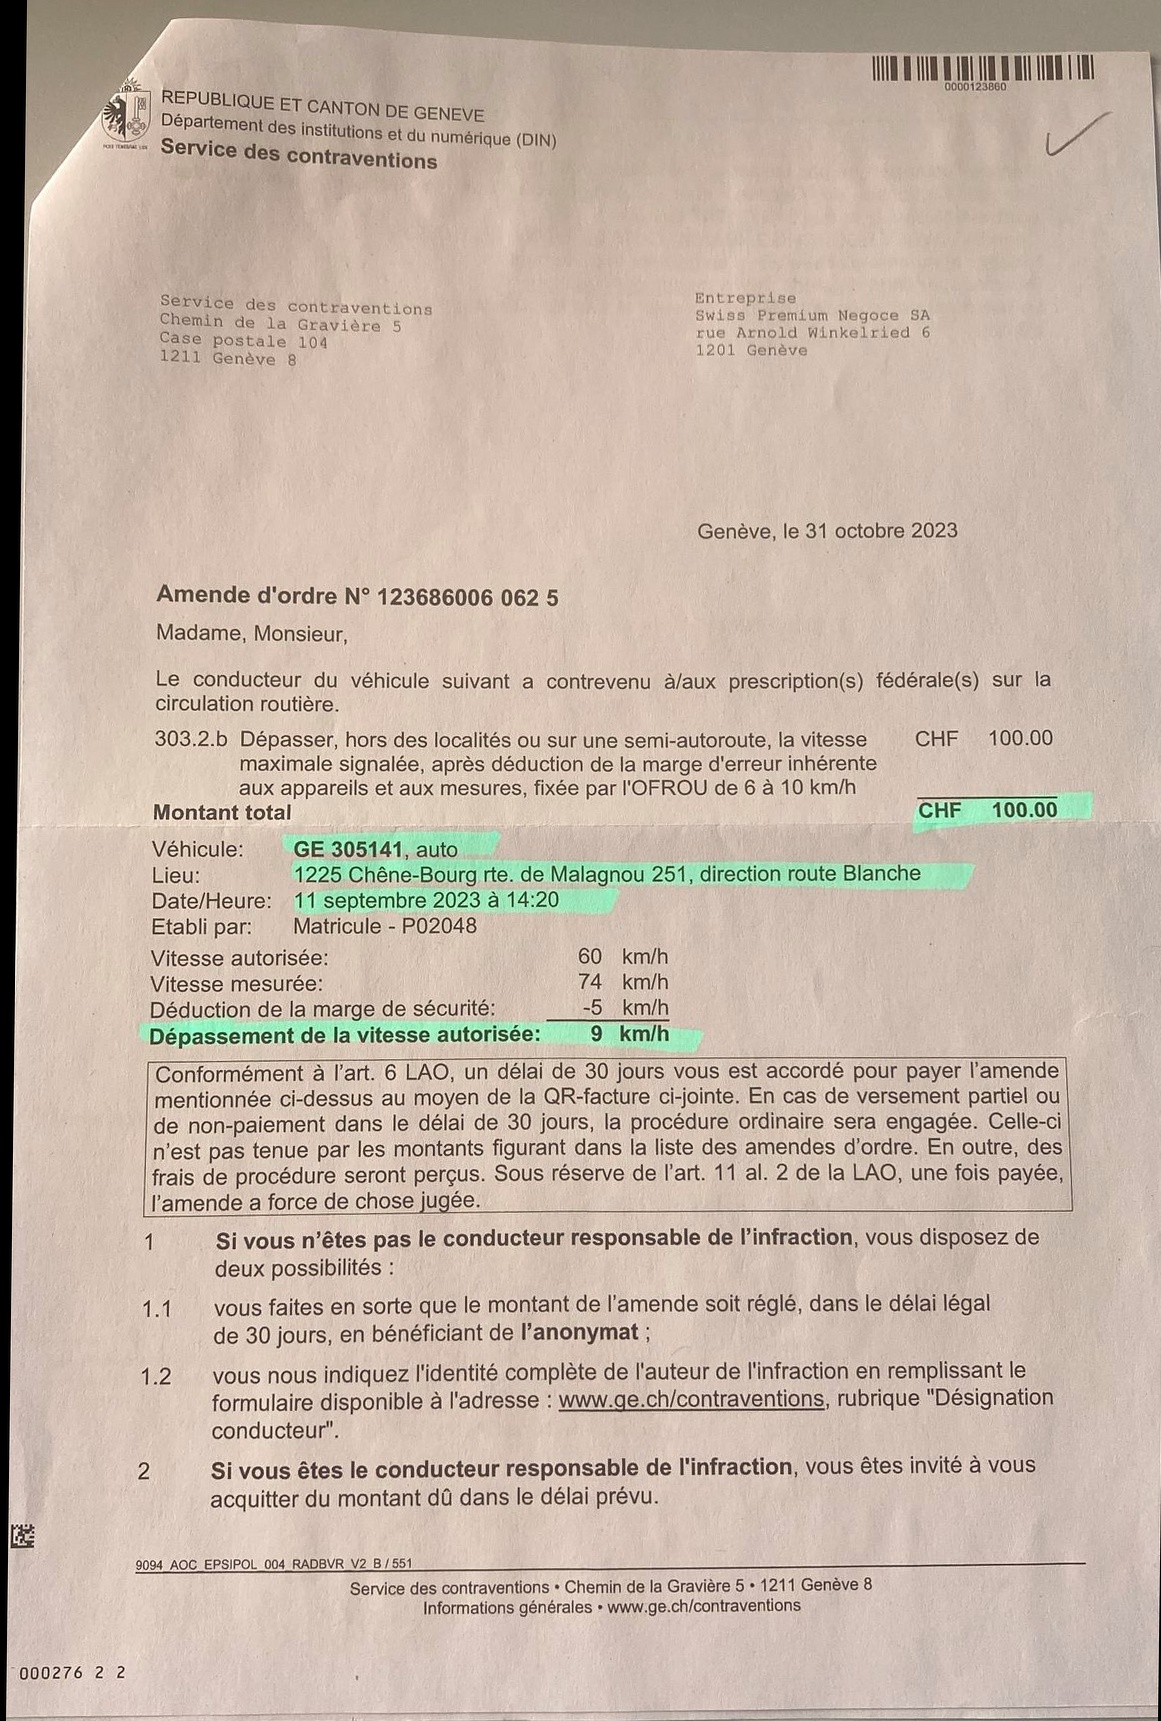 0000123860
REPUBLIQUE ET CANTON DE GENEVE
Département des institutions et du numérique (DIN)
Service des contraventions
Service des contraventions
Chemin de la Gravière 5
Case postale 104
1211 Genève 8
Entreprise
Swiss Premium Negoce SA
rue Arnold Winkelried 6
1201 Genève
Genève, le 31 octobre 2023
Amende d'ordre N° 123686006 062 5
Madame, Monsieur,
Le conducteur du véhicule suivant a contrevenu à/aux prescription(s) fédérale(s) sur la
circulation routière.
303.2.b Dépasser, hors des localités ou sur une semi-autoroute, la vitesse CHF 100.00
maximale signalée, après déduction de la marge d'erreur inhérente
aux appareils et aux mesures, fixée par l'OFROU de 6 à 10 km/h
Montant total CHF 100.00
Véhicule: GE 305141, auto
Lieu: 1225 Chêne-Bourg rte. de Malagnou 251, direction route Blanche
Date/Heure: 11 septembre 2023 à 14:20
Etabli par: Matricule - P02048
Vitesse autorisée: 60 km/h
Vitesse mesurée: 74 km/h
Déduction de la marge de sécurité: -5 km/h
Dépassement de la vitesse autorisée: 9 km/h
Conformément à l'art. 6 LAO, un délai de 30 jours vous est accordé pour payer l'amende
mentionnée ci-dessus au moyen de la QR-facture ci-jointe. En cas de versement partiel ou
de non-paiement dans le délai de 30 jours, la procédure ordinaire sera engagée. Celle-ci
n'est pas tenue par les montants figurant dans la liste des amendes d'ordre. En outre, des
frais de procédure seront perçus. Sous réserve de l'art. 11 al. 2 de la LAO, une fois payée,
l'amende a force de chose jugée.
1 Si vous n'êtes pas le conducteur responsable de l'infraction, vous disposez de
deux possibilités :
1.1 vous faites en sorte que le montant de l'amende soit réglé, dans le délai légal
de 30 jours, en bénéficiant de l'anonymat ;
1.2 vous nous indiquez l'identité complète de l'auteur de l'infraction en remplissant le
formulaire disponible à l'adresse : www.ge.ch/contraventions, rubrique "Désignation
conducteur".
2 Si vous êtes le conducteur responsable de l'infraction, vous êtes invité à vous
acquitter du montant dû dans le délai prévu.
9094_AOC_EPSIPOL_004_RADBVR_V2_B / 551
Service des contraventions • Chemin de la Gravière 5 • 1211 Genève 8
Informations générales • www.ge.ch/contraventions
000276 2 2